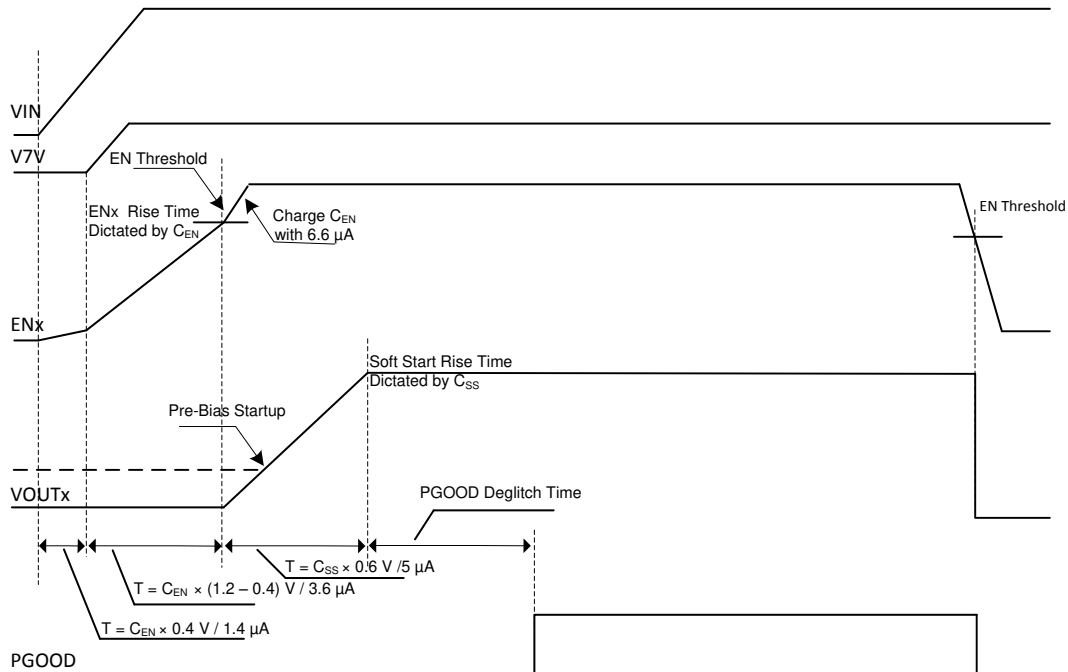 VIN
V7V
EN Threshold
ENx Rise Time
Dictated by CEN
Charge CEN
with 6.6 µA
EN Threshold
ENx
Soft Start Rise Time
Dictated by CSS
Pre-Bias Startup
VOUTx
PGOOD Deglitch Time
T = CSS × 0.6 V /5 µA
T = CEN × (1.2 – 0.4) V / 3.6 µA
T = CEN × 0.4 V / 1.4 µA
PGOOD